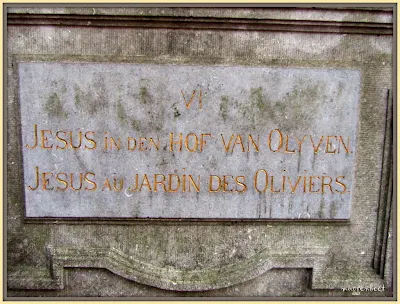 VI
JESUS IN DEN HOF VAN OLYVEN.
JESUS AU JARDIN DES OLIVIERS.